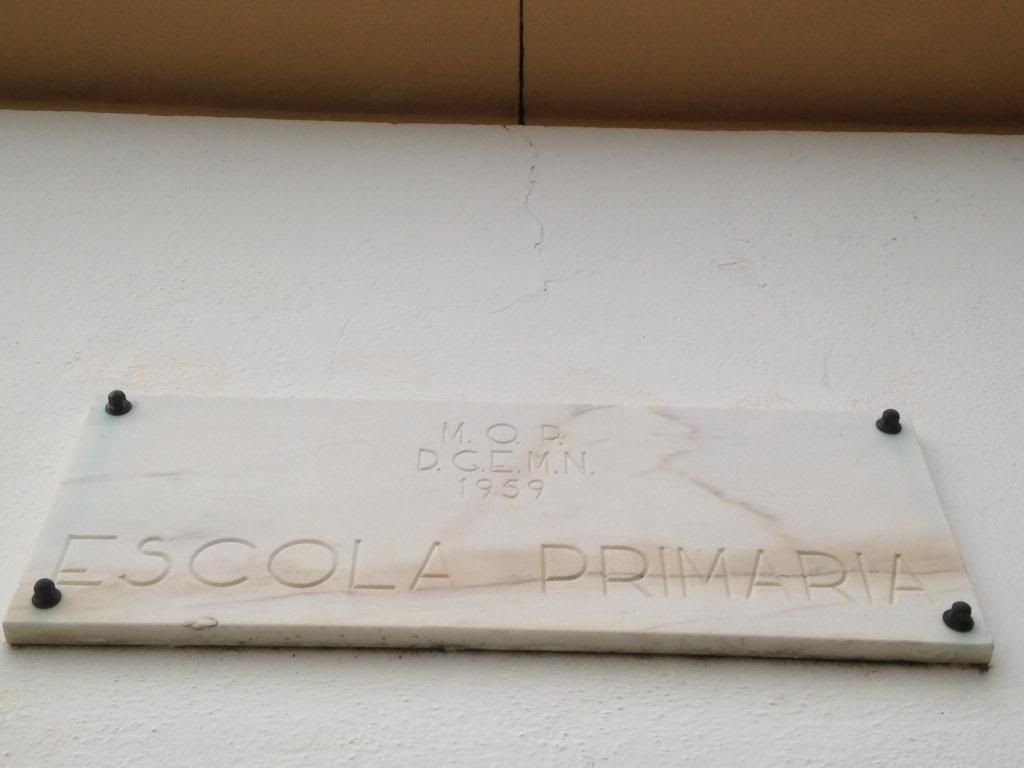 M. O. P.
D. G. E. M. N.
1959
ESCOLA PRIMARIA